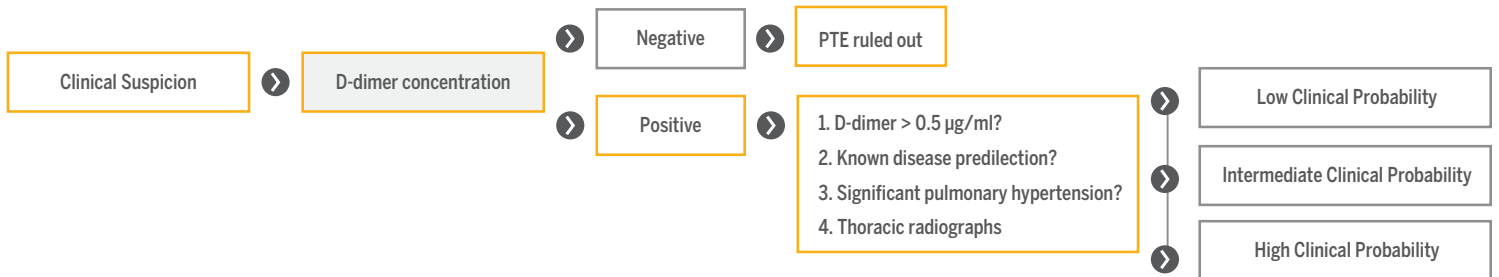 Clinical Suspicion
D-dimer concentration
Negative
PTE ruled out
Positive
1. D-dimer > 0.5 µg/ml?
2. Known disease predilection?
3. Significant pulmonary hypertension?
4. Thoracic radiographs
Low Clinical Probability
Intermediate Clinical Probability
High Clinical Probability